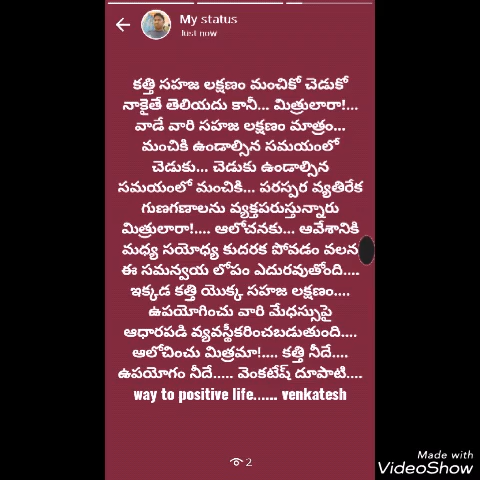 My status
Just now
కత్తి సహజ లక్షణం మంచికో చెడుకో
నాకైతే తెలియదు కానీ... మిత్రులారా!...
వాడే వారి సహజ లక్షణం మాత్రం...
మంచికి ఉండాల్సిన సమయంలో
చెడుకు... చెడుకు ఉండాల్సిన
సమయంలో మంచికి... పరస్పర వ్యతిరేక
గుణగణాలను వ్యక్తపరుస్తున్నారు
మిత్రులారా!.... ఆలోచనకు... ఆవేశానికి
మధ్య సయోధ్య కుదరక పోవడం వలన
ఈ సమన్వయ లోపం ఎదురవుతోంది....
ఇక్కడ కత్తి యొక్క సహజ లక్షణం....
ఉపయోగించు వారి మేధస్సుపై
ఆధారపడి వ్యవస్థీకరించబడుతుంది....
ఆలోచించు మిత్రమా!.... కత్తి నీదే....
ఉపయోగం నీదే..... వెంకటేష్ దూపాటి....
way to positive life...... venkatesh
2
Made with
VideoShow